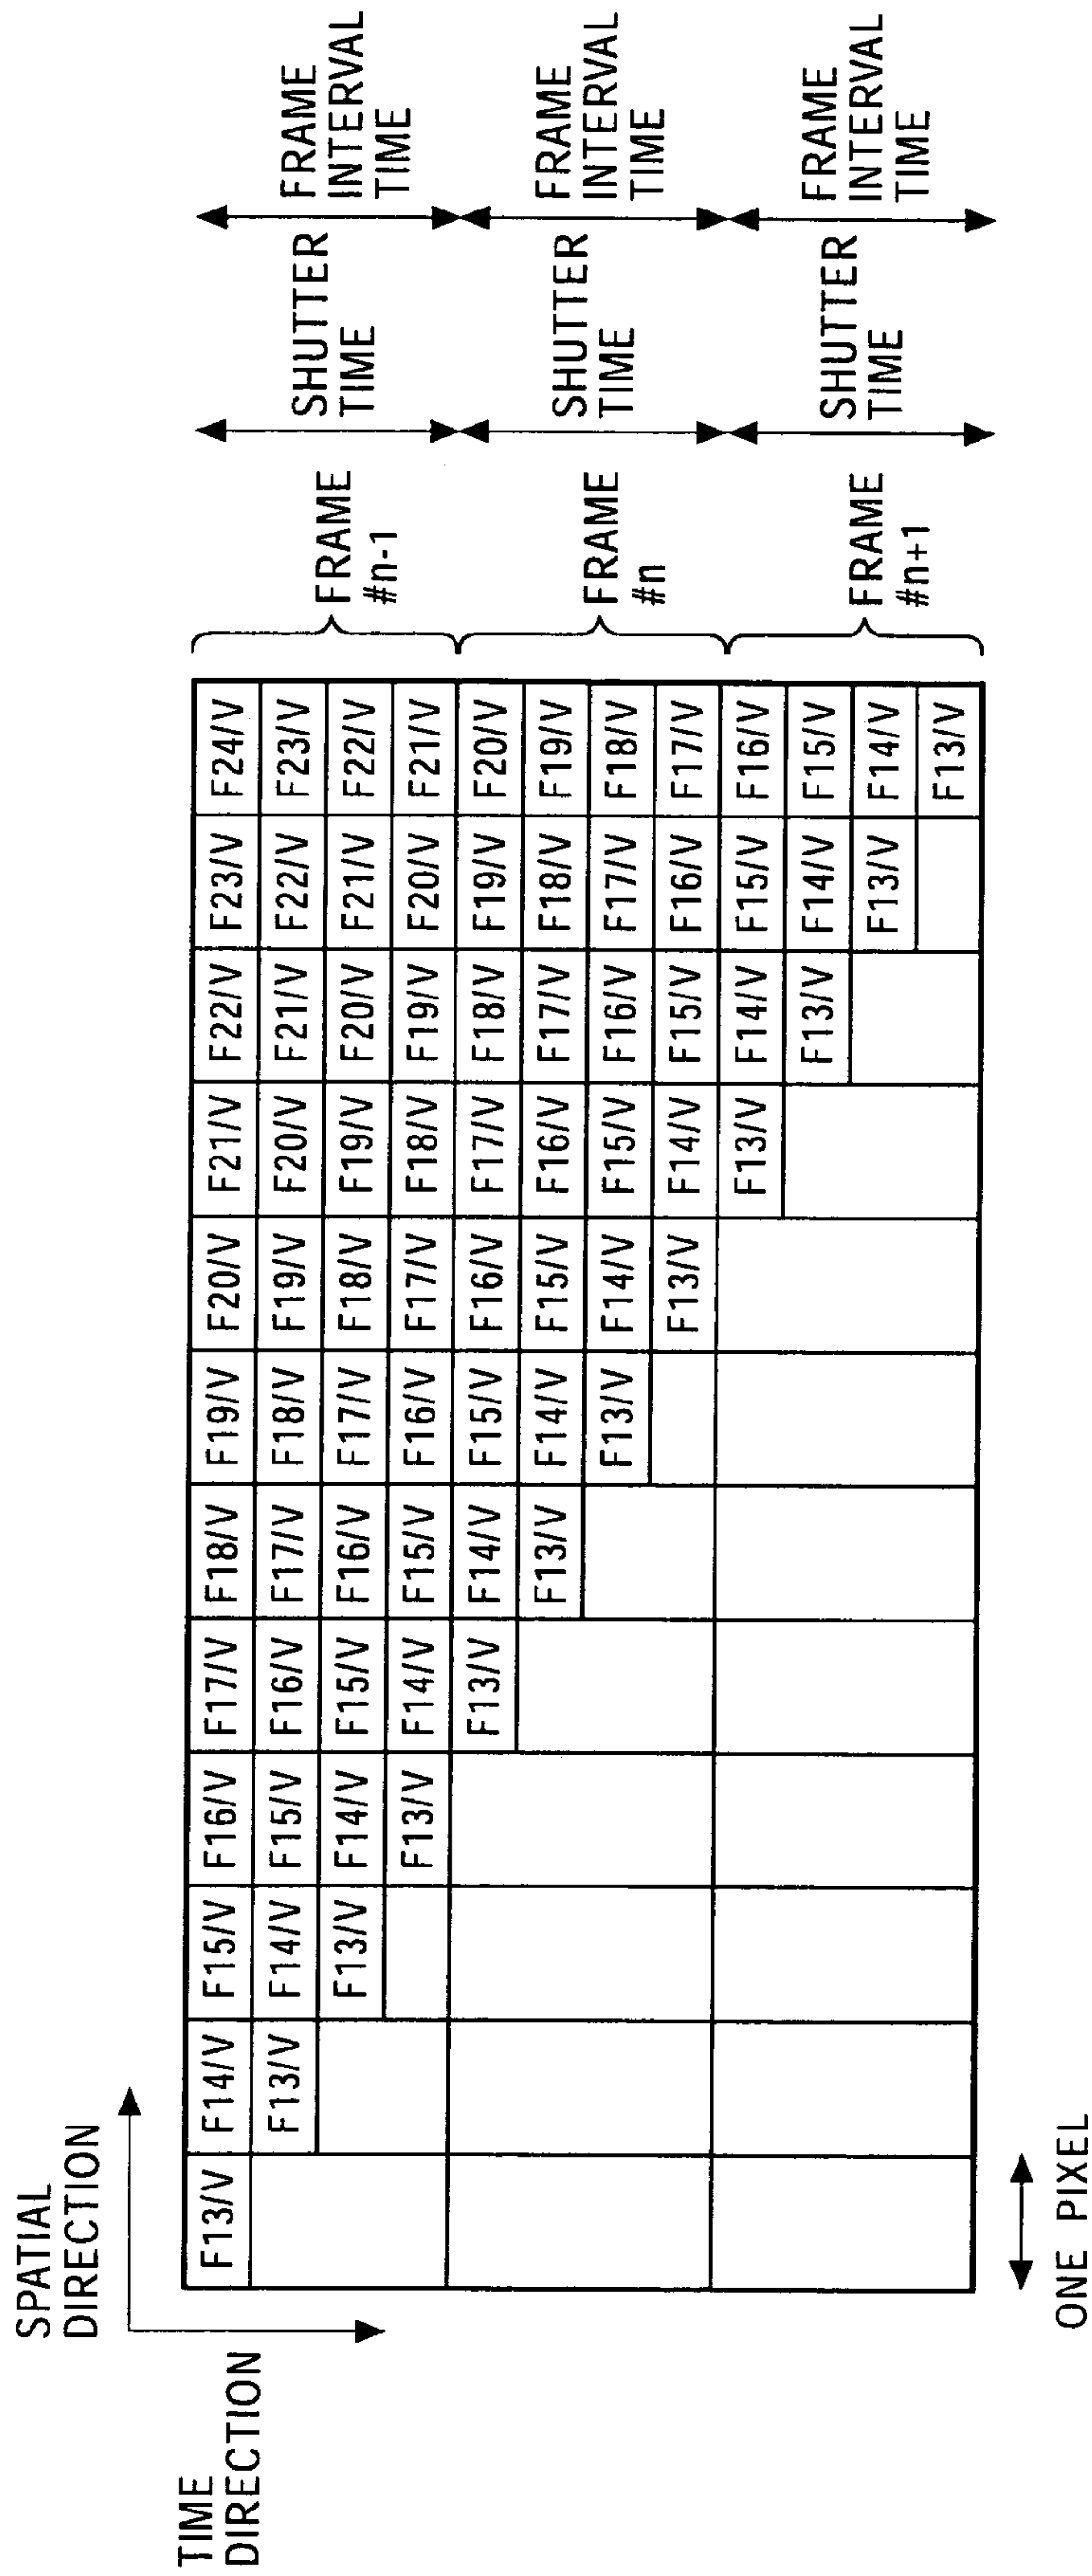 SPATIAL
DIRECTION
TIME
DIRECTION
F13/V F14/V F15/V F16/V F17/V F18/V F19/V F20/V F21/V F22/V F23/V F24/V
F13/V F14/V F15/V F16/V F17/V F18/V F19/V F20/V F21/V F22/V F23/V
F13/V F14/V F15/V F16/V F17/V F18/V F19/V F20/V F21/V F22/V
F13/V F14/V F15/V F16/V F17/V F18/V F19/V F20/V F21/V
F13/V F14/V F15/V F16/V F17/V F18/V F19/V F20/V
F13/V F14/V F15/V F16/V F17/V F18/V F19/V
F13/V F14/V F15/V F16/V F17/V F18/V
F13/V F14/V F15/V F16/V F17/V
F13/V F14/V F15/V F16/V
F13/V F14/V F15/V
F13/V F14/V
F13/V
FRAME
#n-1
SHUTTER
TIME
FRAME
INTERVAL
TIME
FRAME
#n
SHUTTER
TIME
FRAME
INTERVAL
TIME
FRAME
#n+1
SHUTTER
TIME
FRAME
INTERVAL
TIME
ONE PIXEL